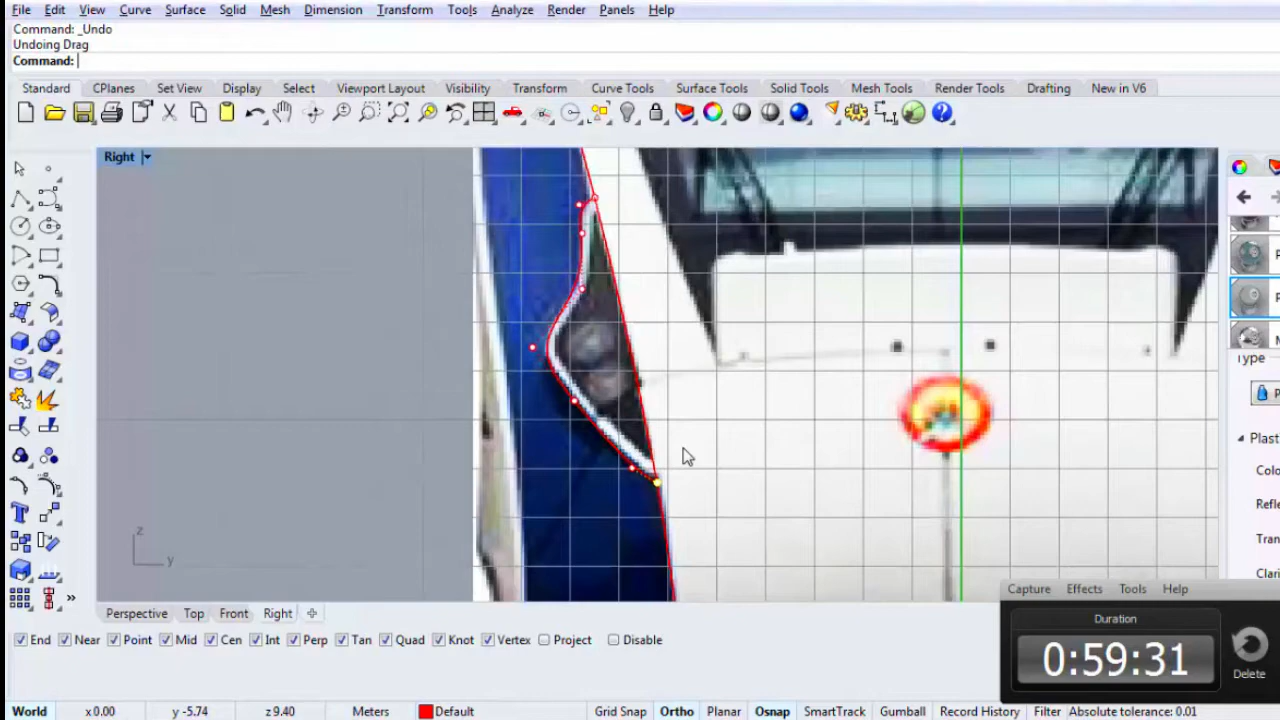 File Edit View Curve Surface Solid Mesh Dimension Transform Tools Analyze Render Panels Help
Command: _Undo
Undoing Drag
Command:
Standard CPlanes Set View Display Select Viewport Layout Visibility Transform Curve Tools Surface Tools Solid Tools Mesh Tools Render Tools Drafting New in V6
Right
Type
Plast
Colo
Refle
Tran
Clari
z
y
Perspective Top Front Right
End Near Point Mid Cen Int Perp Tan Quad Knot Vertex Project Disable
Capture Effects Tools Help
Duration
0:59:31
Delete
World x 0.00 y -5.74 z 9.40 Meters Default Grid Snap Ortho Planar Osnap SmartTrack Gumball Record History Filter Absolute tolerance: 0.01